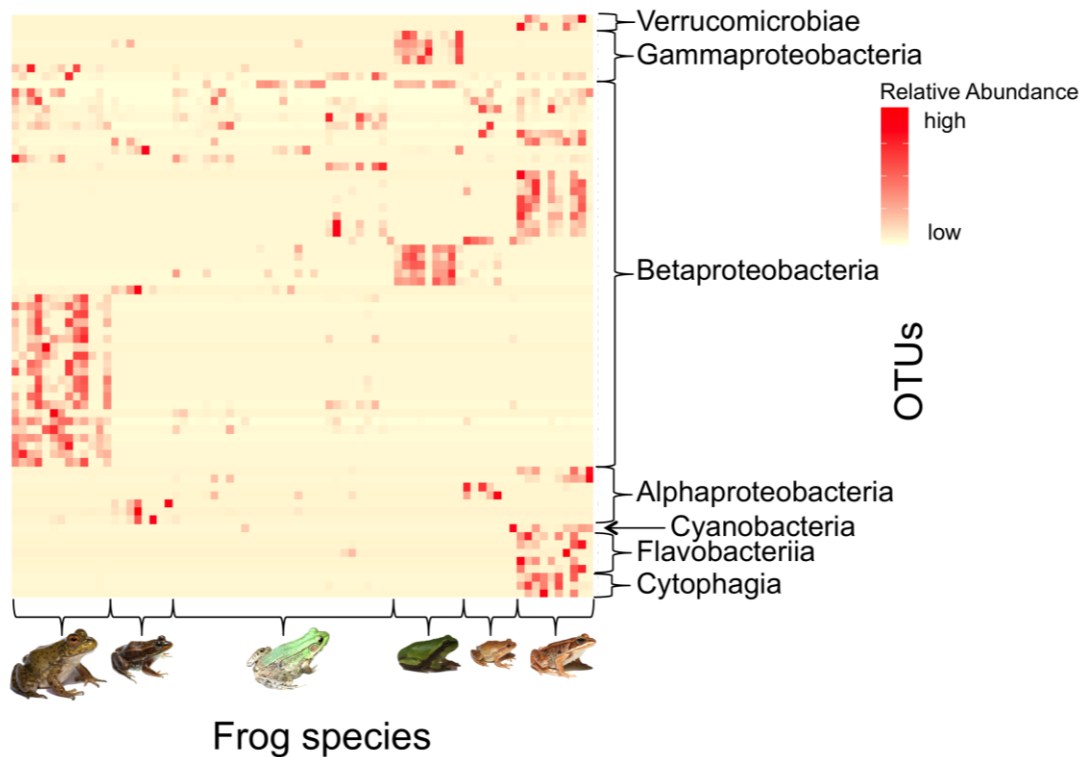 Verrucomicrobiae
Gammaproteobacteria
Relative Abundance
high
low
Betaproteobacteria
OTUs
Alphaproteobacteria
Cyanobacteria
Flavobacteriia
Cytophagia
Frog species